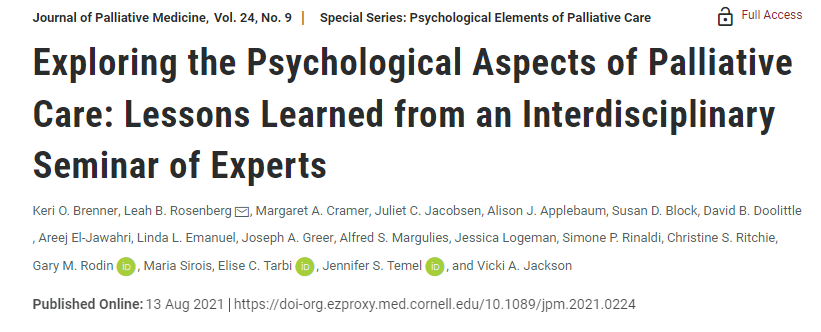 Journal of Palliative Medicine, Vol. 24, No. 9 | Special Series: Psychological Elements of Palliative Care Full Access
Exploring the Psychological Aspects of Palliative
Care: Lessons Learned from an Interdisciplinary
Seminar of Experts
Keri O. Brenner, Leah B. Rosenberg, Margaret A. Cramer, Juliet C. Jacobsen, Alison J. Applebaum, Susan D. Block, David B. Doolittle
, Areej El-Jawahri, Linda L. Emanuel, Joseph A. Greer, Alfred S. Margulies, Jessica Logeman, Simone P. Rinaldi, Christine S. Ritchie,
Gary M. Rodin iD, Maria Sirois, Elise C. Tarbi iD, Jennifer S. Temel iD, and Vicki A. Jackson
Published Online: 13 Aug 2021 | https://doi-org.ezproxy.med.cornell.edu/10.1089/jpm.2021.0224